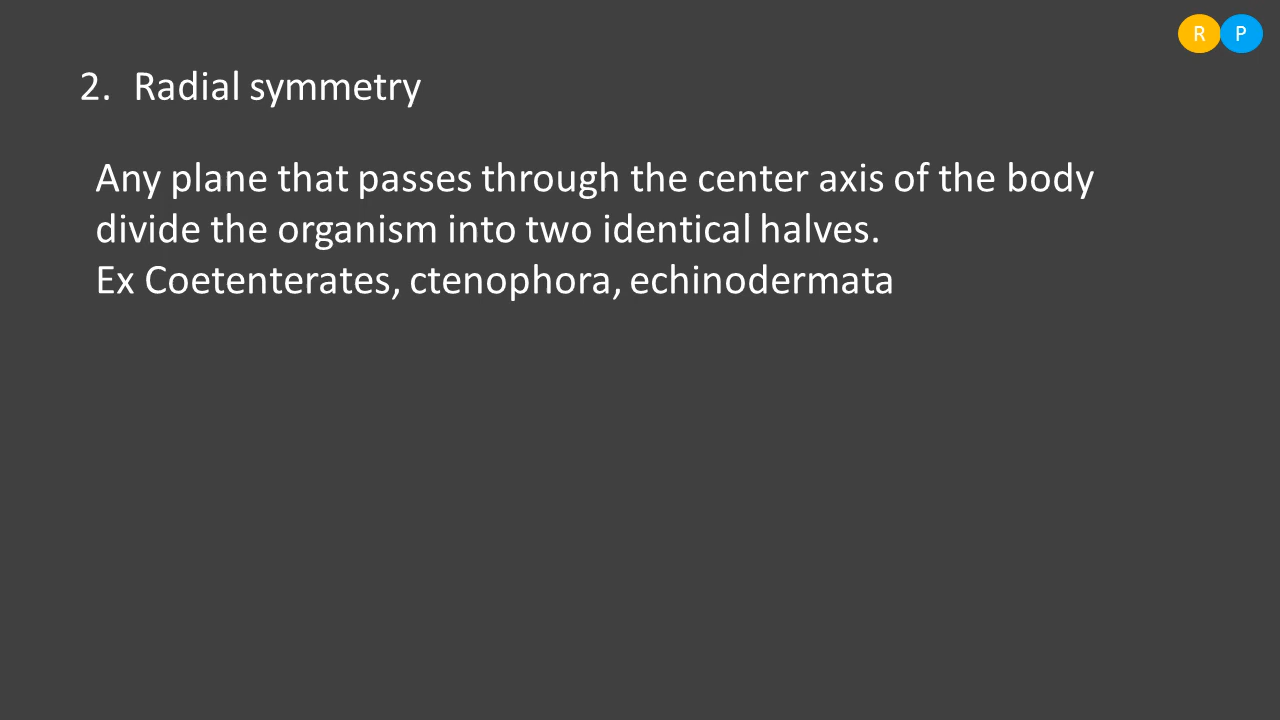 R P
2. Radial symmetry
Any plane that passes through the center axis of the body
divide the organism into two identical halves.
Ex Coetenterates, ctenophora, echinodermata